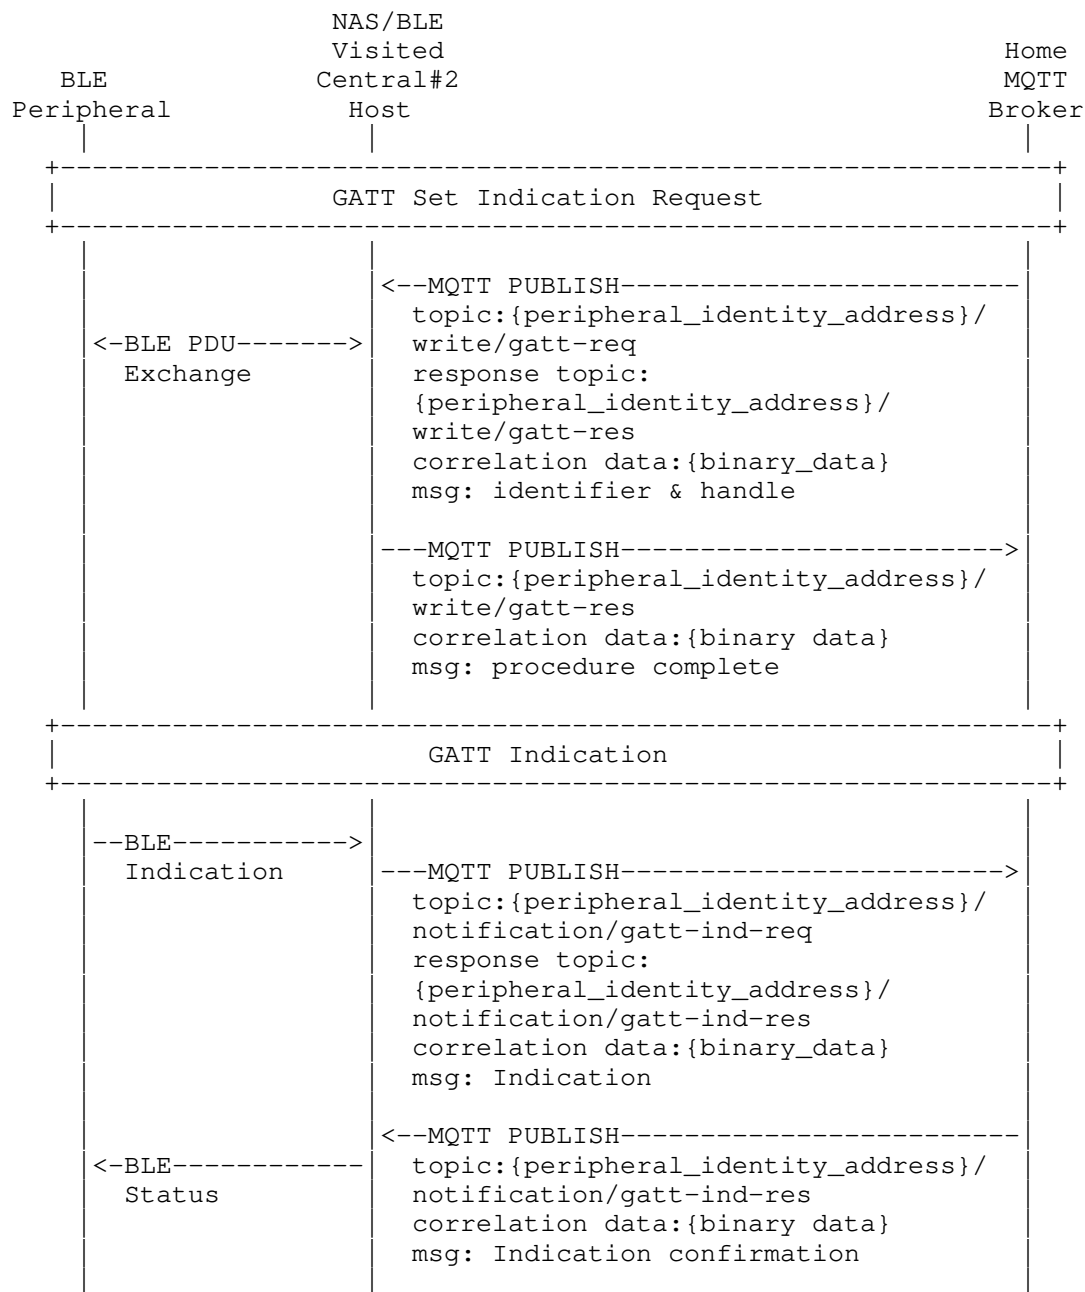 NAS/BLE
Visited Home
BLE Central#2 MQTT
Peripheral Host Broker
GATT Set Indication Request
<--MQTT PUBLISH-------------------------
topic:{peripheral_identity_address}/
<-BLE PDU-------> write/gatt-req
Exchange response topic:
{peripheral_identity_address}/
write/gatt-res
correlation data:{binary_data}
msg: identifier & handle
---MQTT PUBLISH------------------------>
topic:{peripheral_identity_address}/
write/gatt-res
correlation data:{binary data}
msg: procedure complete
GATT Indication
--BLE----------->
Indication ---MQTT PUBLISH------------------------>
topic:{peripheral_identity_address}/
notification/gatt-ind-req
response topic:
{peripheral_identity_address}/
notification/gatt-ind-res
correlation data:{binary_data}
msg: Indication
<--MQTT PUBLISH-------------------------
<-BLE------------ topic:{peripheral_identity_address}/
Status notification/gatt-ind-res
correlation data:{binary data}
msg: Indication confirmation